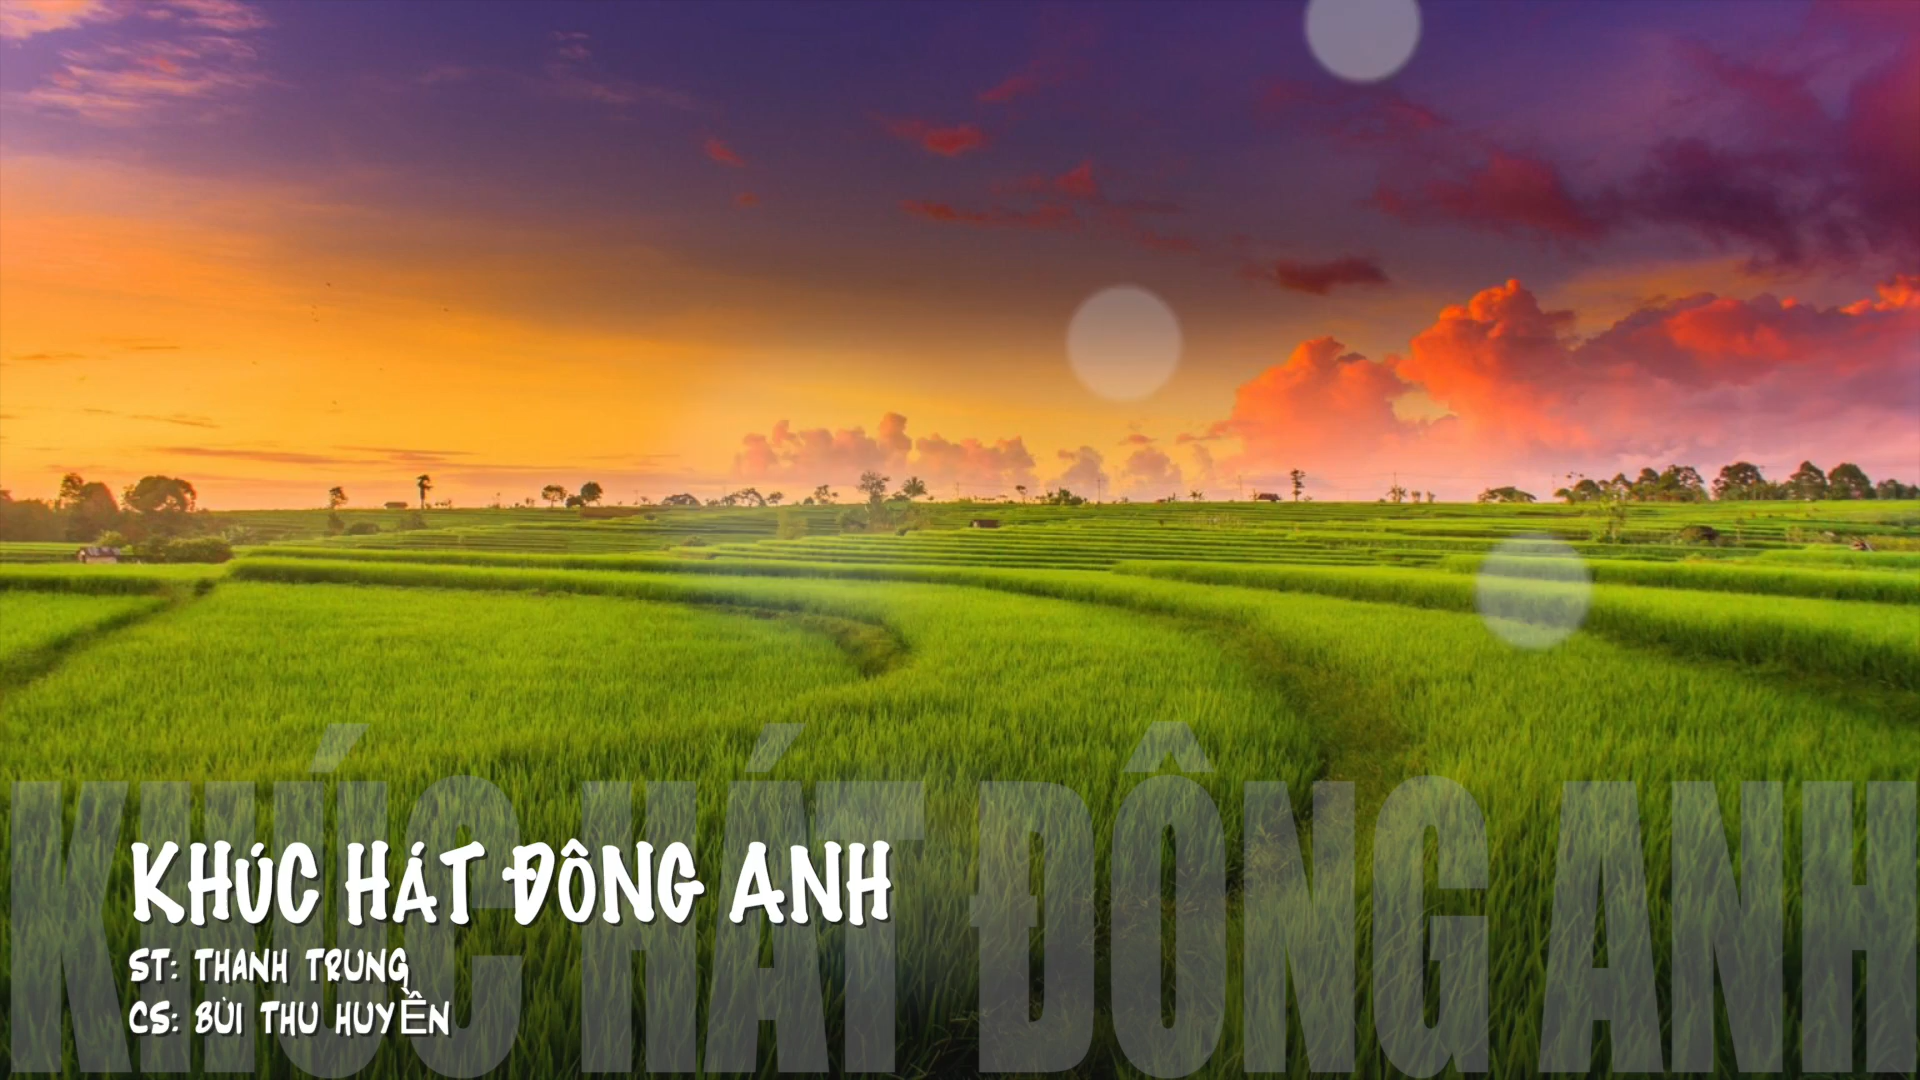 KHÚC HÁT ĐÔNG ANH
KHÚC HÁT ĐÔNG ANH
ST: THANH TRUNG
CS: BÙI THU HUYỀN